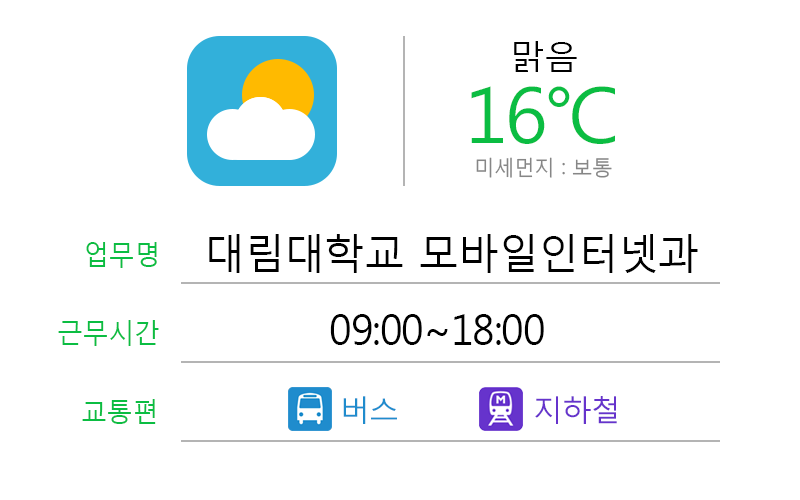 맑음
16℃
미세먼지 : 보통
업무명 대림대학교 모바일인터넷과
근무시간 09:00~18:00
교통편 버스 M 지하철